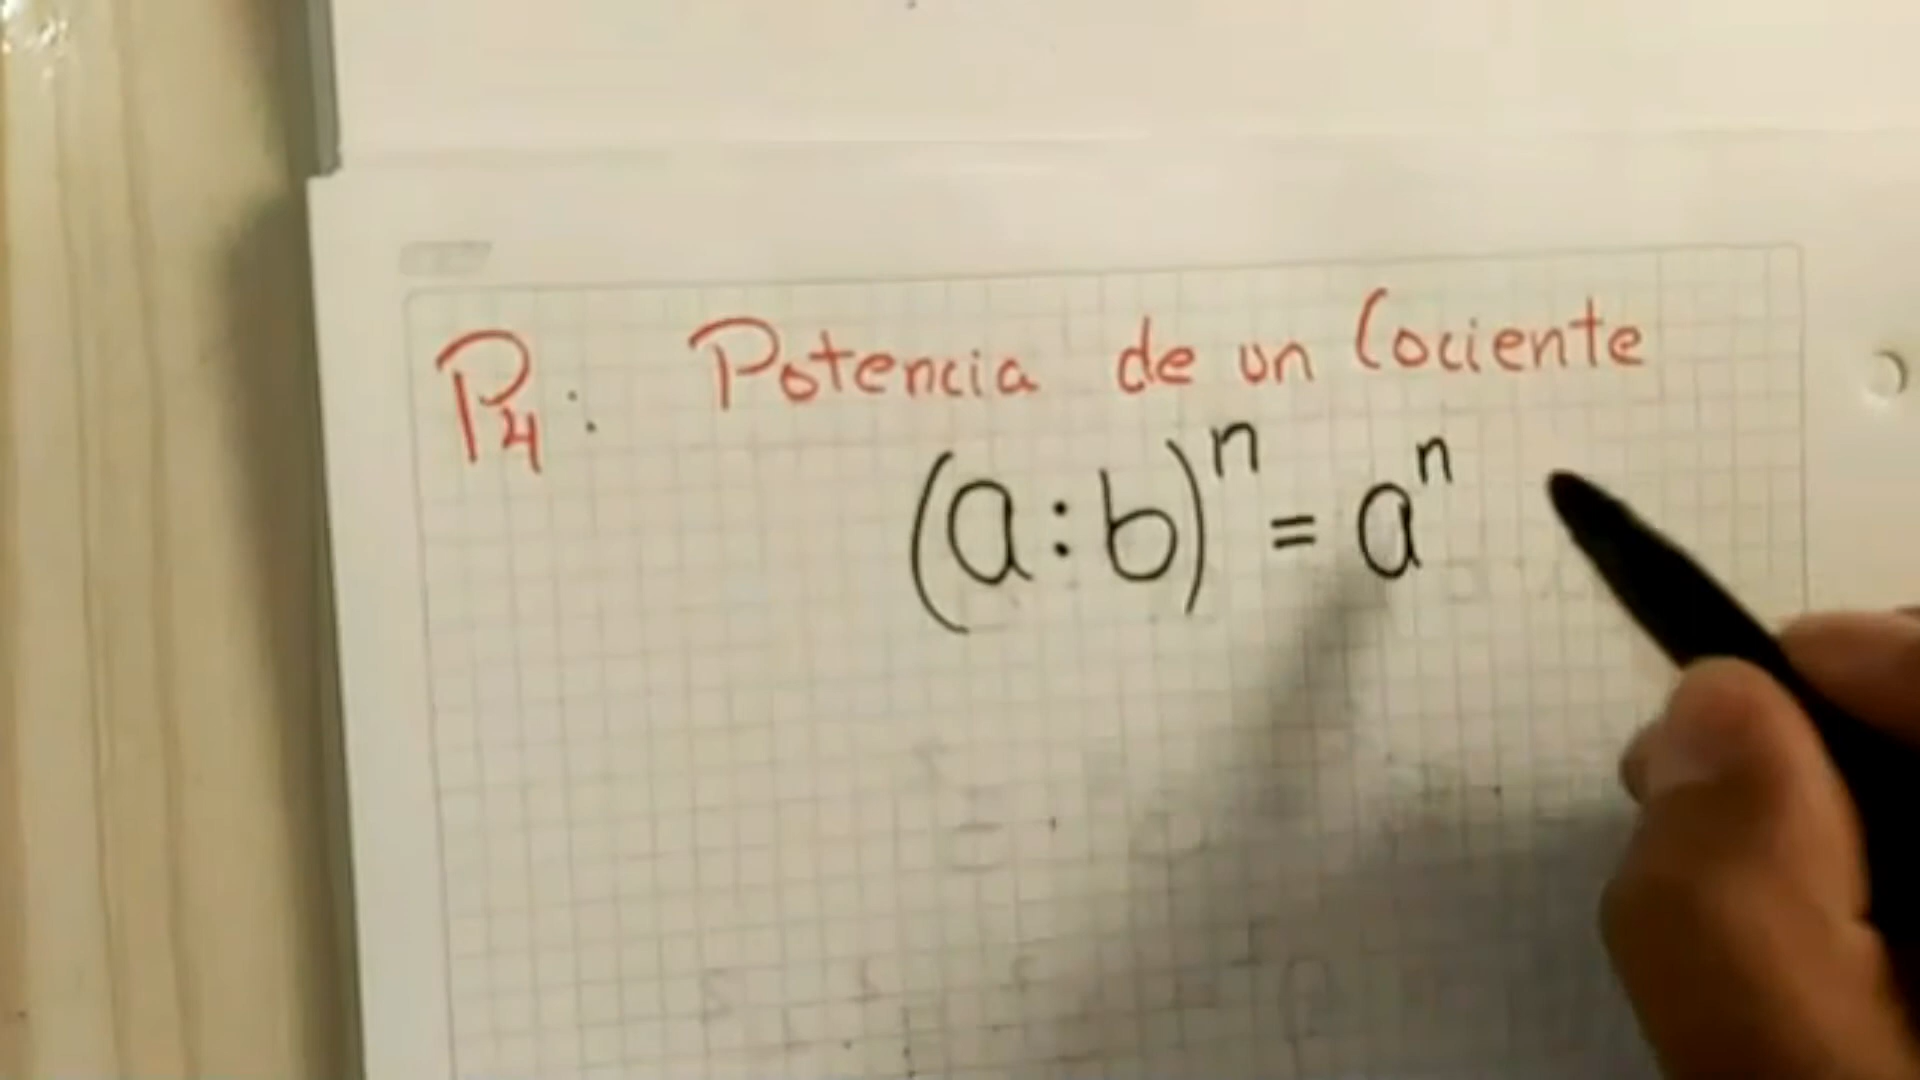 P₄: Potencia de un Cociente
(a:b)ⁿ = aⁿ